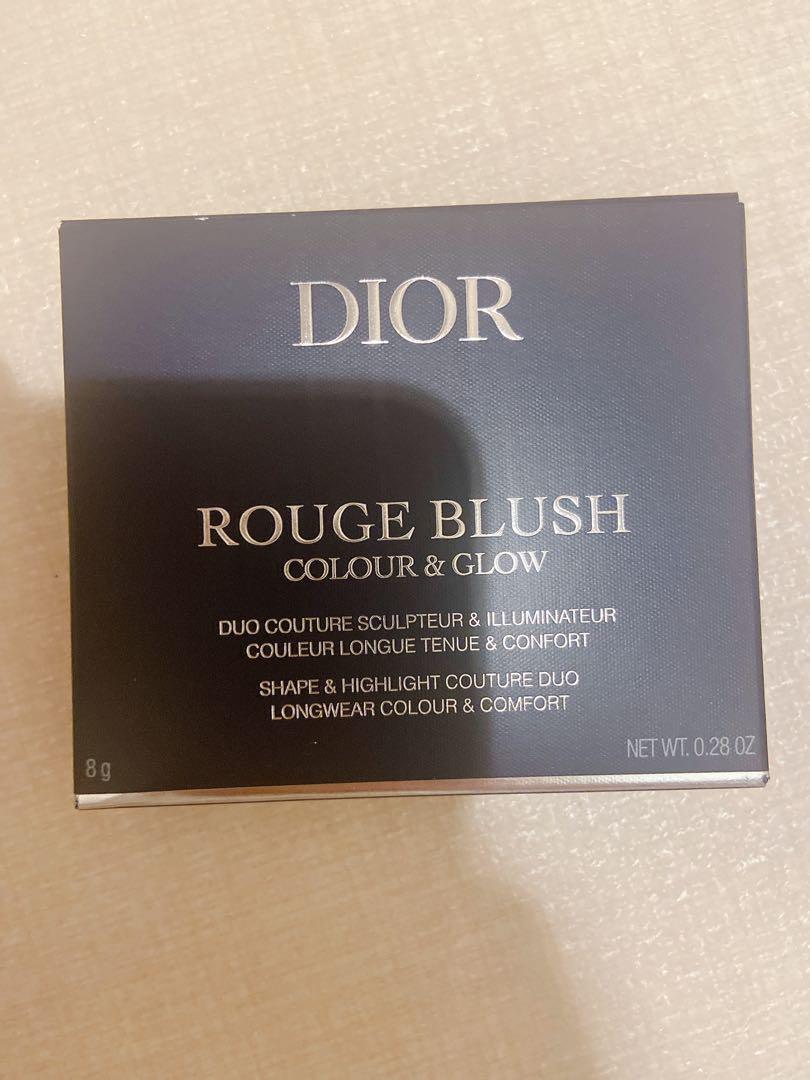 DIOR
ROUGE BLUSH
COLOUR & GLOW
DUO COUTURE SCULPTEUR & ILLUMINATEUR
COULEUR LONGUE TENUE & CONFORT
SHAPE & HIGHLIGHT COUTURE DUO
LONGWEAR COLOUR & COMFORT
8 g
NET WT. 0.28 OZ